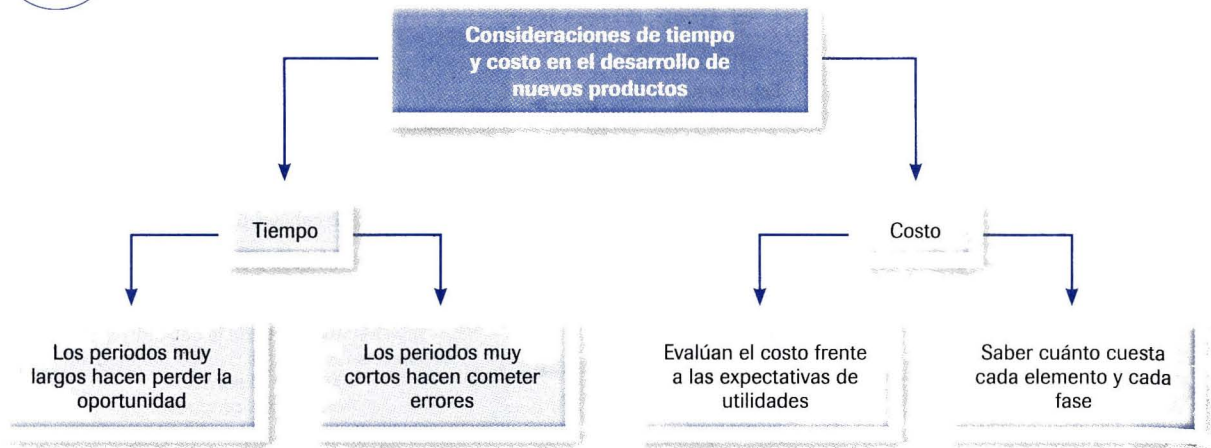 Consideraciones de tiempo
y costo en el desarrollo de
nuevos productos
Tiempo
Costo
Los periodos muy
largos hacen perder la
oportunidad
Los periodos muy
cortos hacen cometer
errores
Evalúan el costo frente
a las expectativas de
utilidades
Saber cuánto cuesta
cada elemento y cada
fase